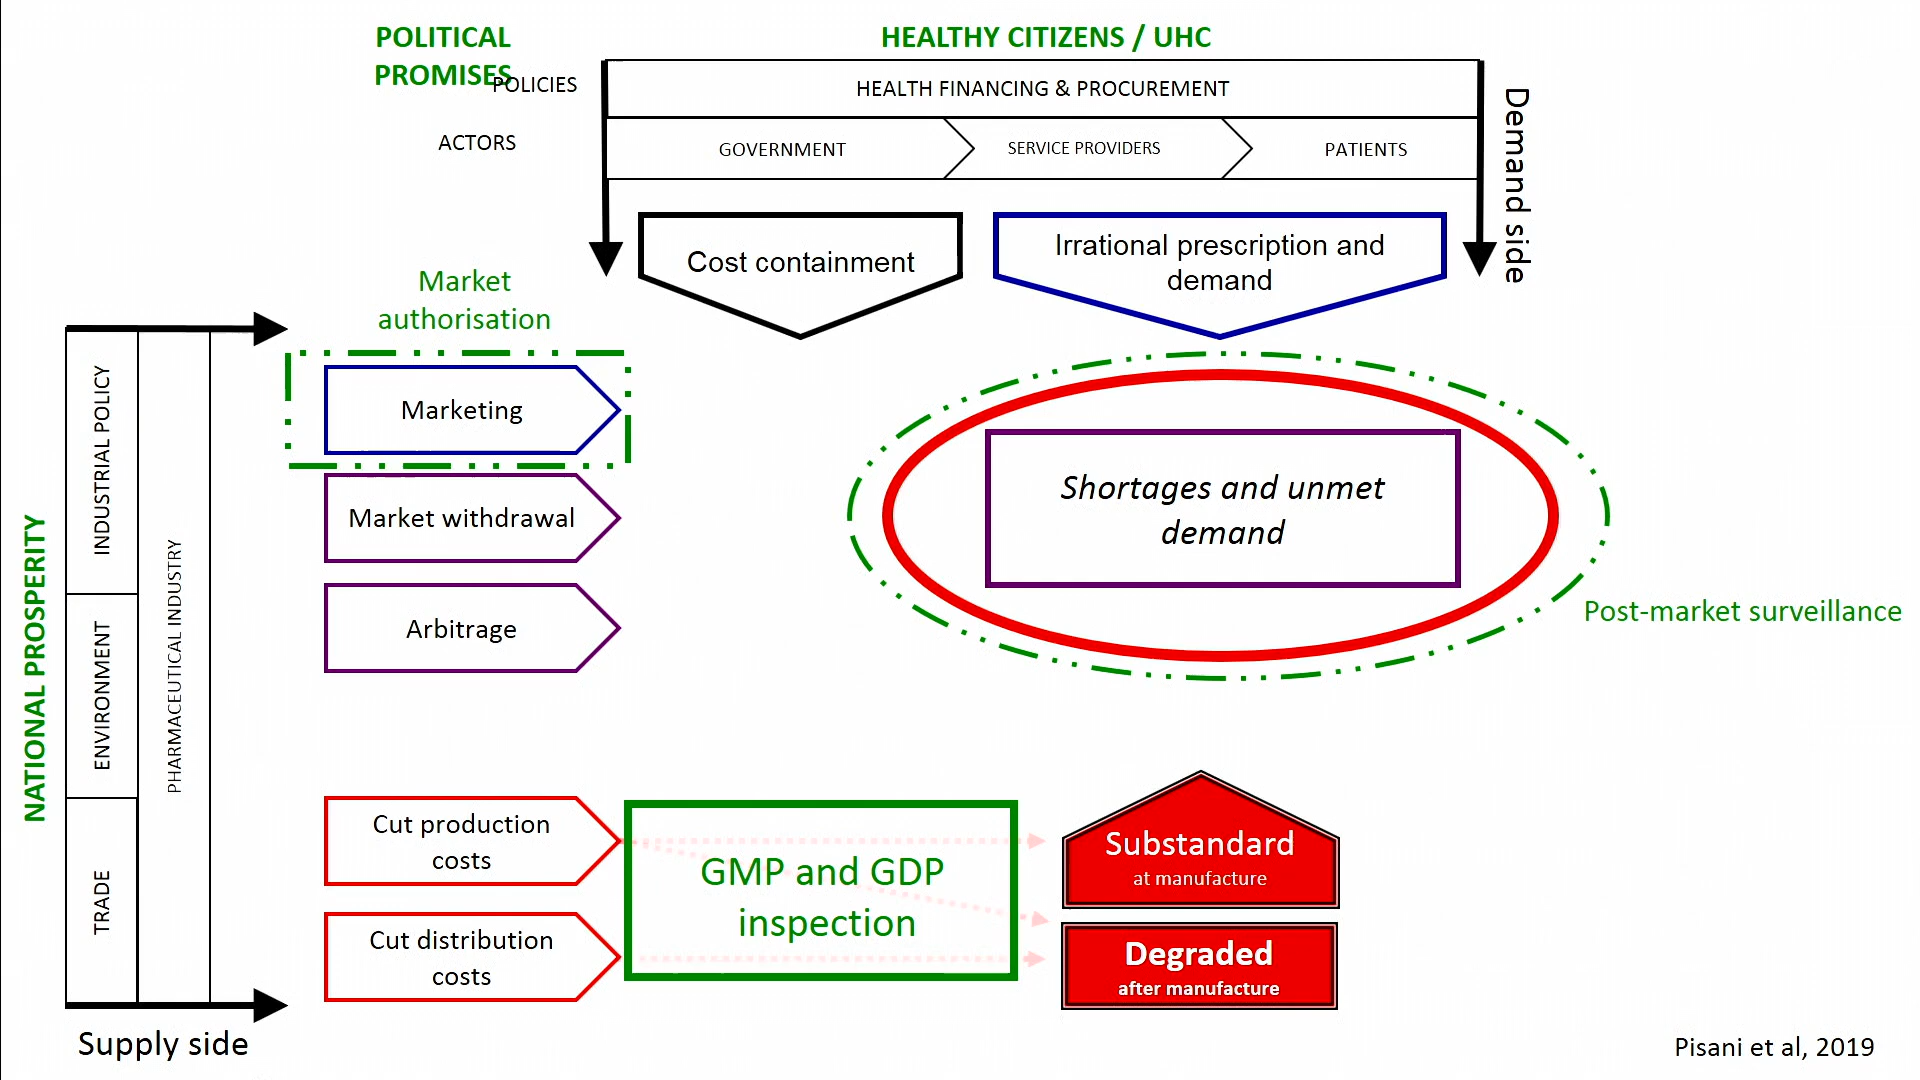 POLITICAL
PROMISES
HEALTHY CITIZENS / UHC
POLICIES
HEALTH FINANCING & PROCUREMENT
ACTORS
GOVERNMENT
SERVICE PROVIDERS
PATIENTS
Demand side
Cost containment
Irrational prescription and
demand
Market
authorisation
NATIONAL PROSPERITY
INDUSTRIAL POLICY
ENVIRONMENT
TRADE
PHARMACEUTICAL INDUSTRY
Marketing
Market withdrawal
Arbitrage
Shortages and unmet
demand
Post-market surveillance
Cut production
costs
Cut distribution
costs
GMP and GDP
inspection
Substandard
at manufacture
Degraded
after manufacture
Supply side
Pisani et al, 2019